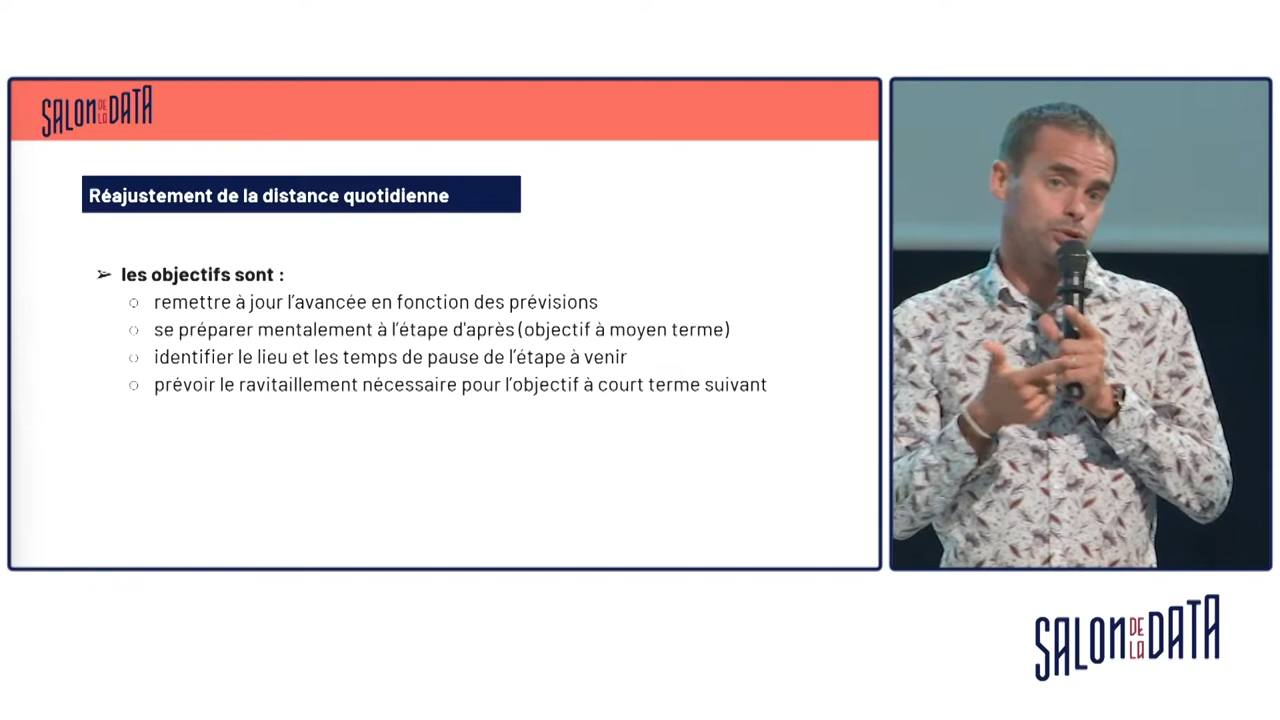 SALON DE LA DATA
Réajustement de la distance quotidienne
➢ les objectifs sont :
○ remettre à jour l’avancée en fonction des prévisions
○ se préparer mentalement à l’étape d'après (objectif à moyen terme)
○ identifier le lieu et les temps de pause de l’étape à venir
○ prévoir le ravitaillement nécessaire pour l’objectif à court terme suivant
SALON DE LA DATA